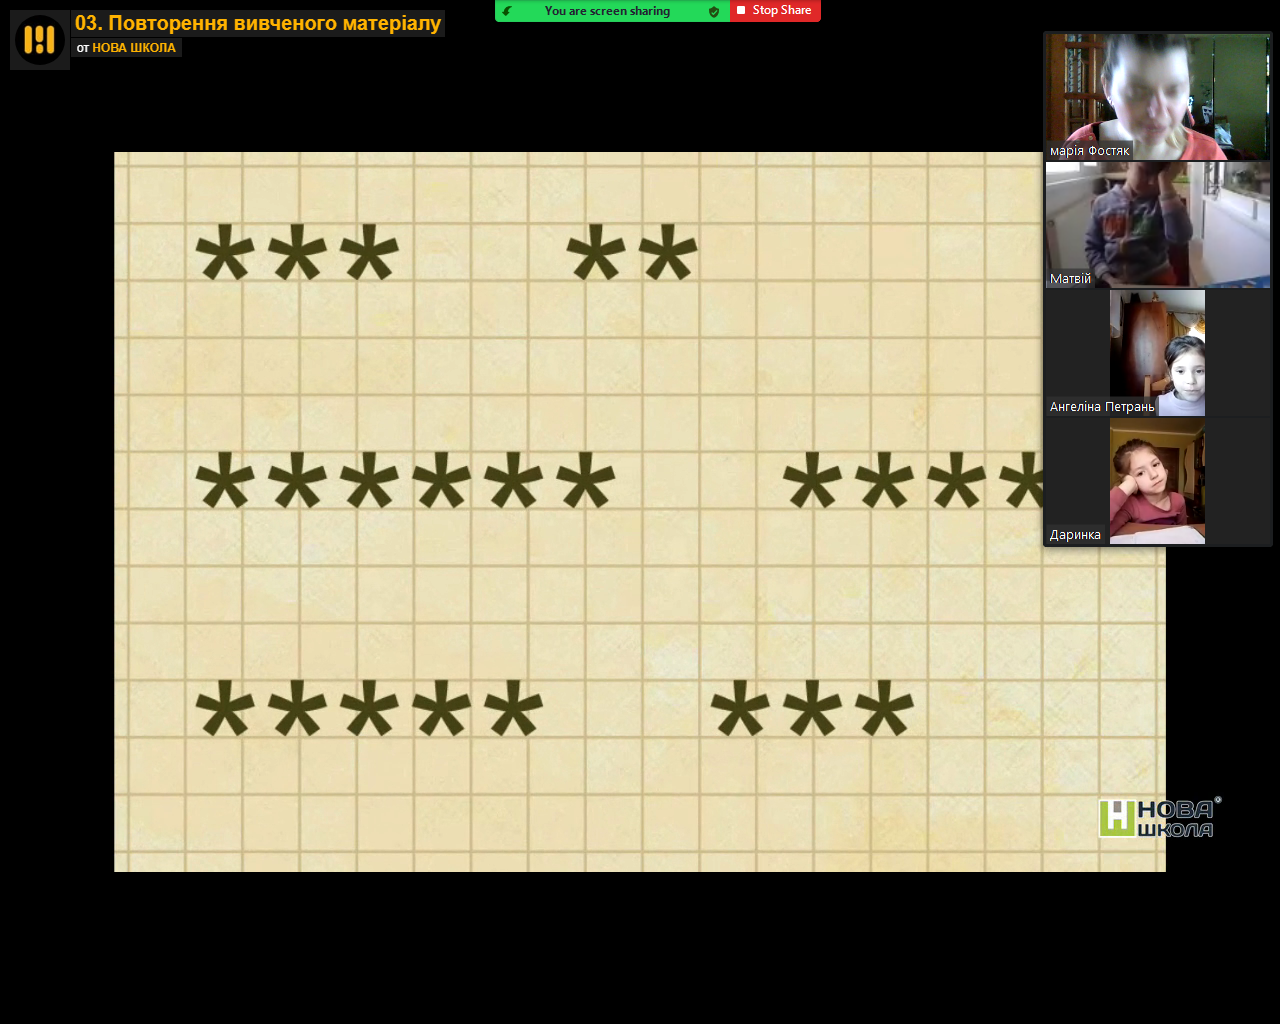 03. Повторення вивченого матеріалу
от НОВА ШКОЛА
You are screen sharing
Stop Share
марія Фостяк
Матвій
Ангеліна Петрань
Даринка
*** **
****** ****
***** ***
НОВА
ШКОЛА